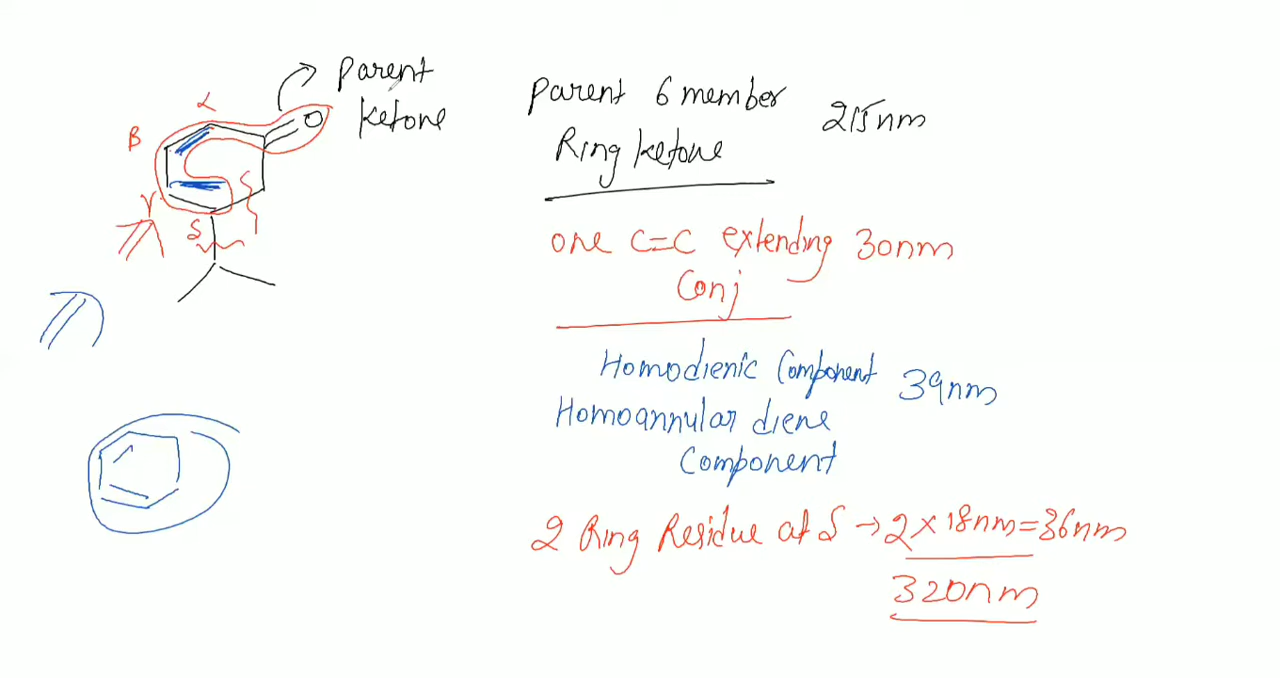 Parent
ketone
O
α
β
γ
δ
Parent 6 member
Ring ketone
215nm
one C=C extending 30nm
Conj
Homodienic Component 39nm
Homoannular diene
Component
2 Ring Residue at δ → 2 × 18nm = 36nm
320nm